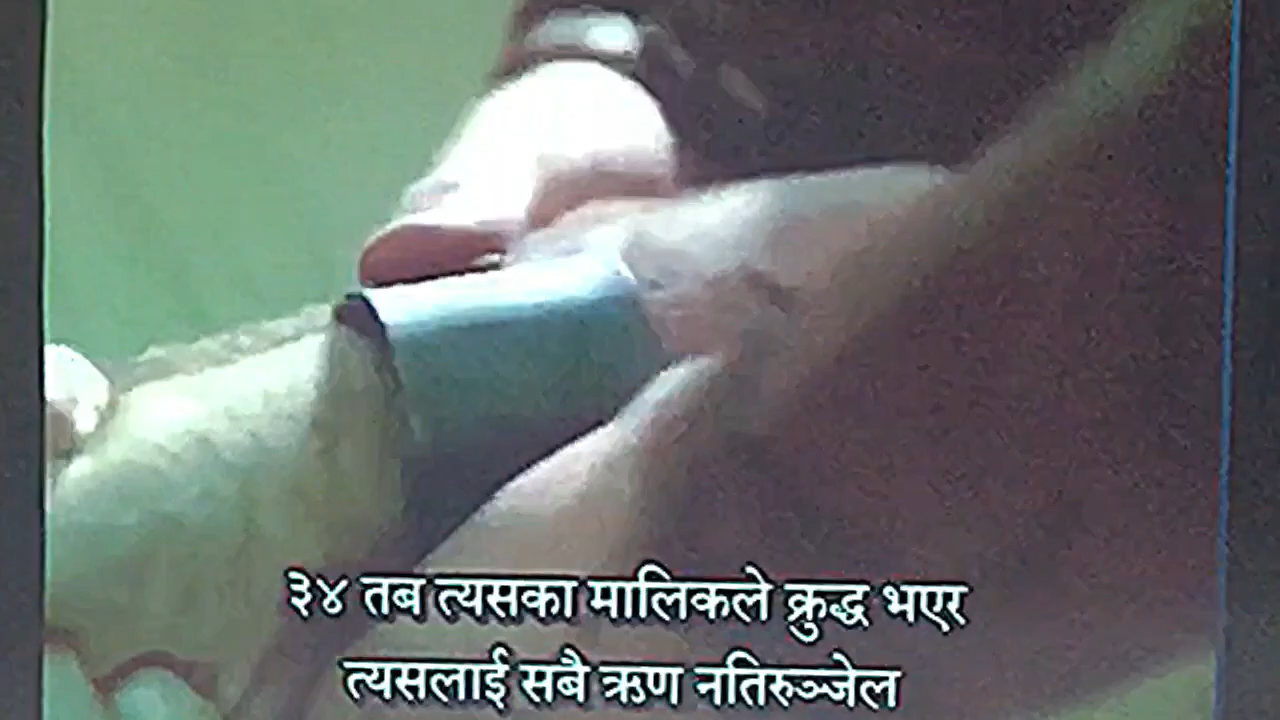 ३४ तब त्यसका मालिकले क्रुद्ध भएर
त्यसलाई सबै ऋण नतिरुञ्जेल